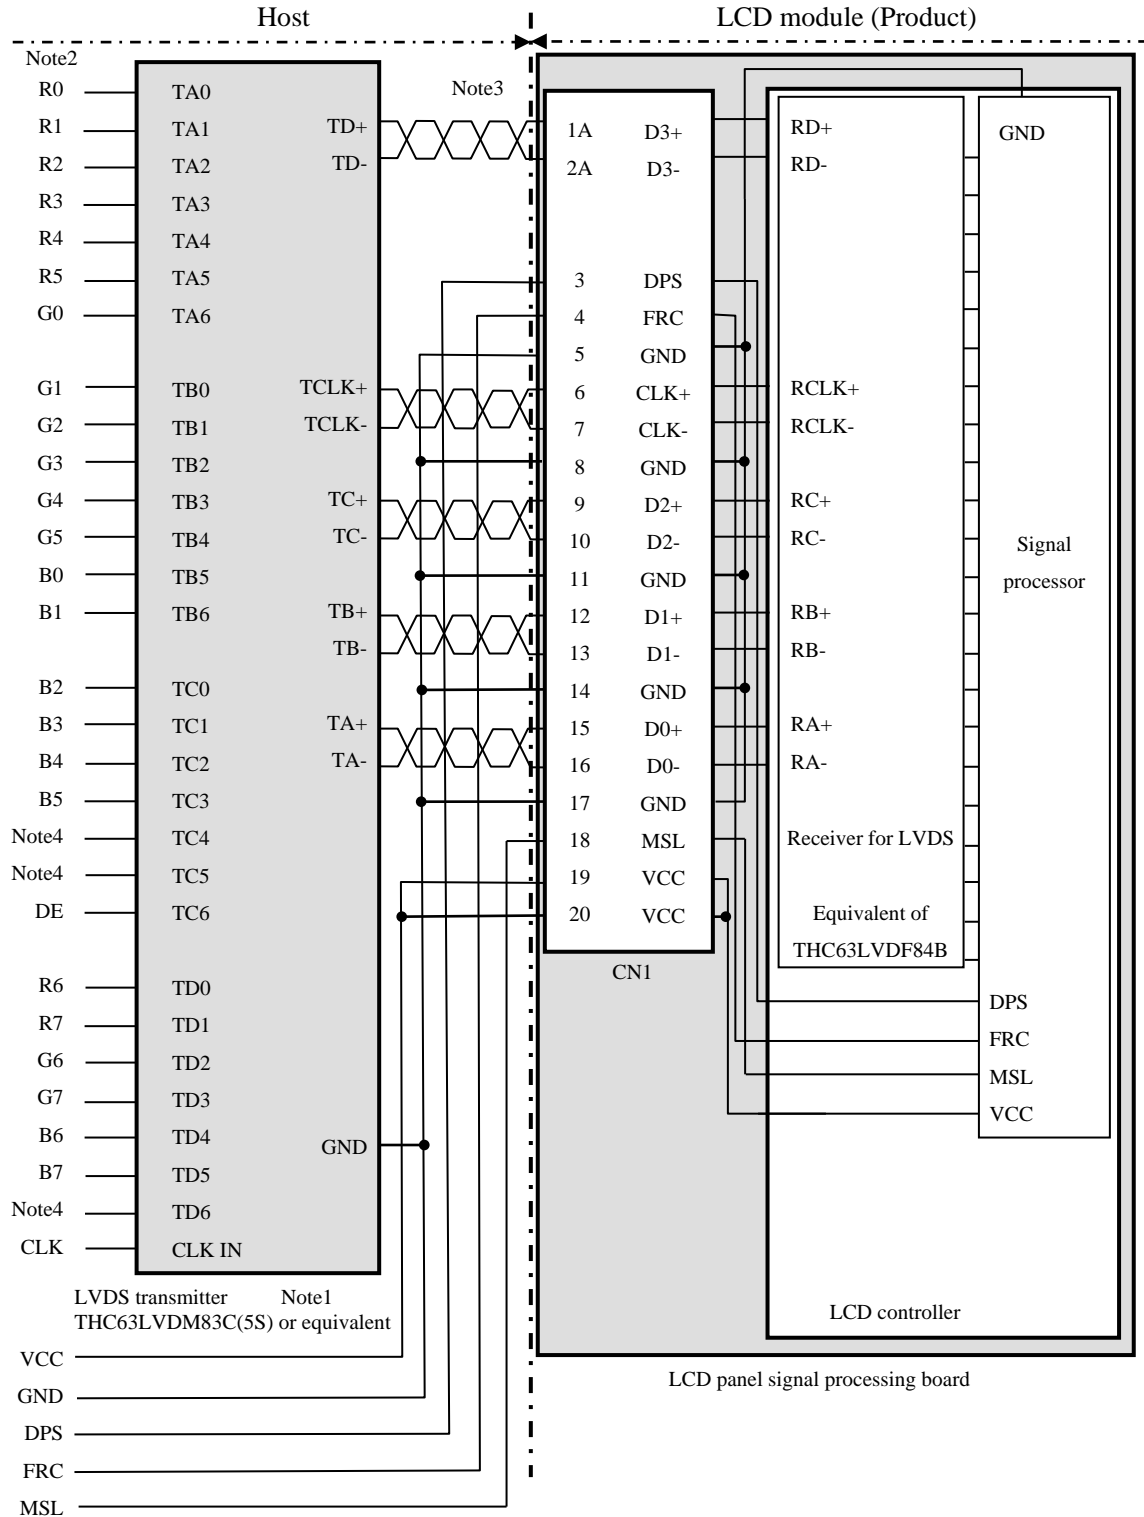 Host LCD module (Product)
Note2
R0 TA0 Note3
R1 TA1 TD+ 1A D3+ RD+ GND
R2 TA2 TD- 2A D3- RD-
R3 TA3
R4 TA4
R5 TA5 3 DPS
G0 TA6 4 FRC
5 GND
G1 TB0 TCLK+ 6 CLK+ RCLK+
G2 TB1 TCLK- 7 CLK- RCLK-
G3 TB2 8 GND
G4 TB3 TC+ 9 D2+ RC+
G5 TB4 TC- 10 D2- RC- Signal
B0 TB5 11 GND processor
B1 TB6 TB+ 12 D1+ RB+
TB- 13 D1- RB-
B2 TC0 14 GND
B3 TC1 TA+ 15 D0+ RA+
B4 TC2 TA- 16 D0- RA-
B5 TC3 17 GND
Note4 TC4 18 MSL Receiver for LVDS
Note4 TC5 19 VCC
DE TC6 20 VCC Equivalent of
THC63LVDF84B
CN1
R6 TD0 DPS
R7 TD1 FRC
G6 TD2 MSL
G7 TD3 VCC
B6 TD4 GND
B7 TD5
Note4 TD6
CLK CLK IN
LVDS transmitter Note1 LCD controller
THC63LVDM83C(5S) or equivalent
VCC
LCD panel signal processing board
GND
DPS
FRC
MSL